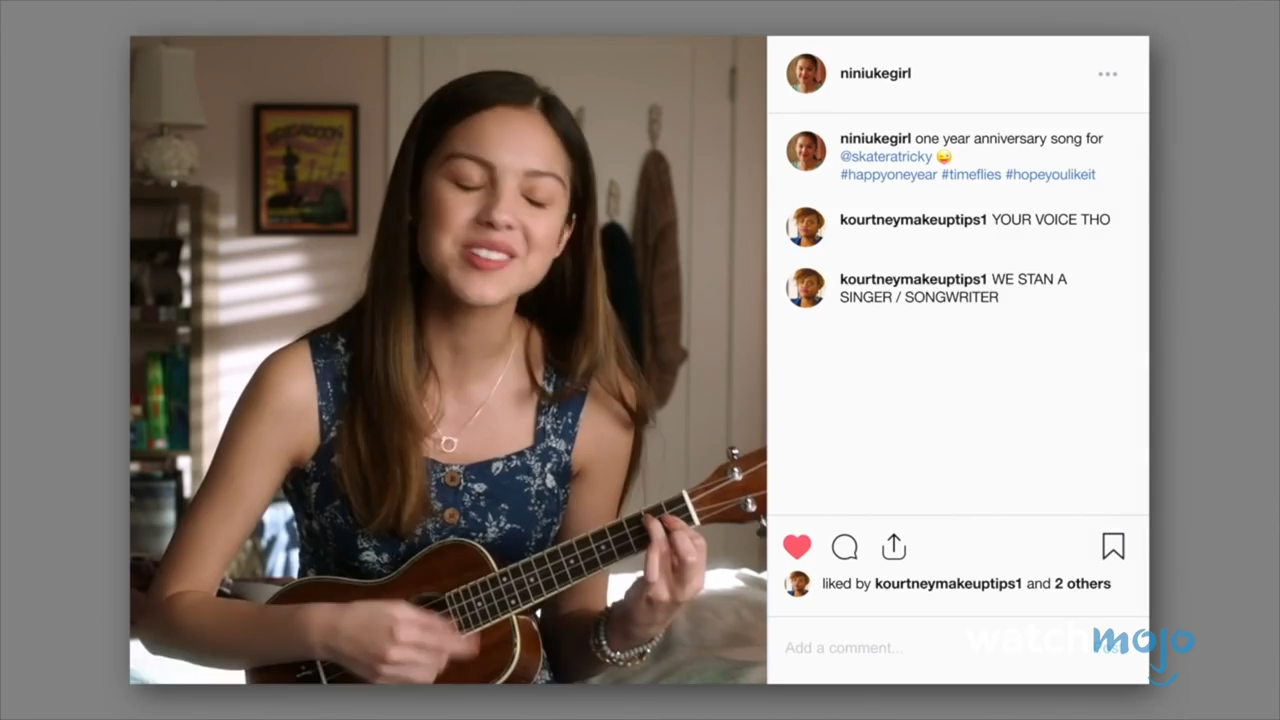 BRIGADOON
niniukegirl
niniukegirl one year anniversary song for
@skateratricky 😜
#happyoneyear #timeflies #hopeyoulikeit
kourtneymakeuptips1 YOUR VOICE THO
kourtneymakeuptips1 WE STAN A
SINGER / SONGWRITER
liked by kourtneymakeuptips1 and 2 others
Add a comment...
watchmojo